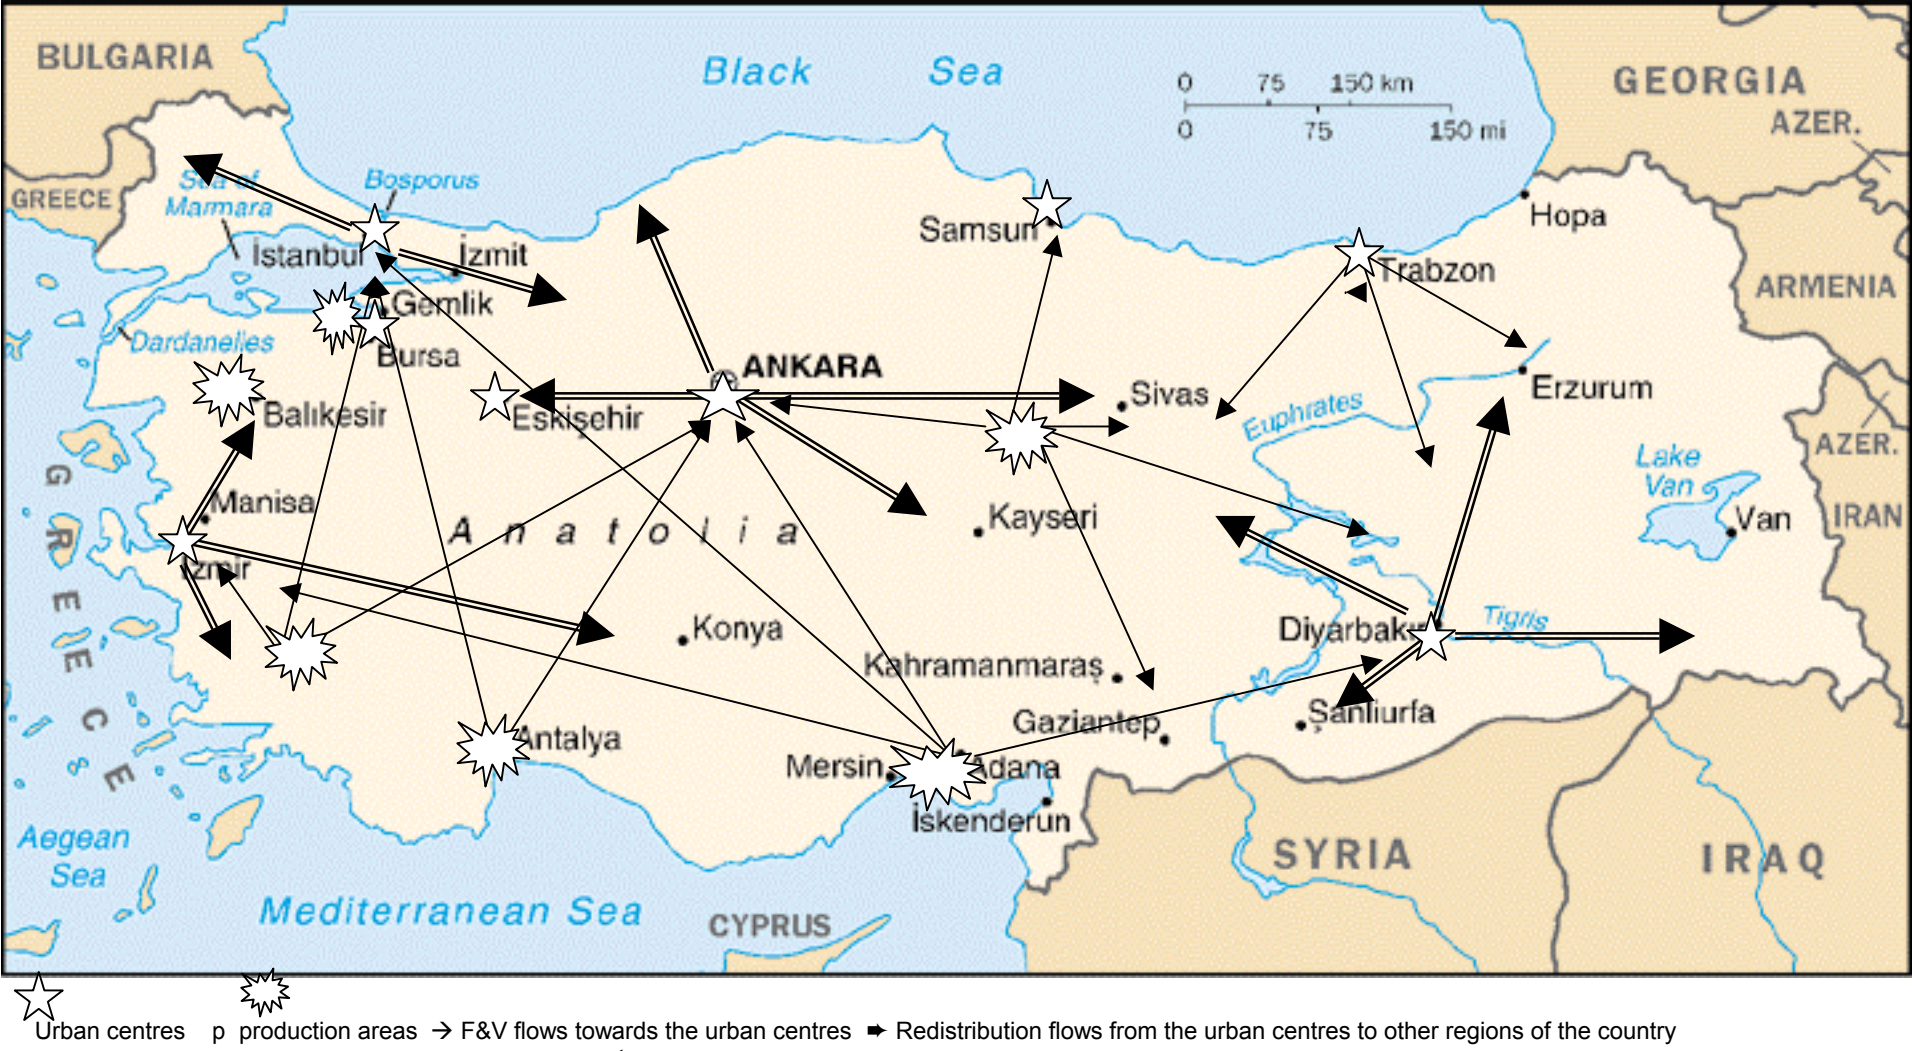 BULGARIA
Black Sea
0 75 150 km
0 75 150 mi
GEORGIA
AZER.
GREECE
Sea of
Marmara
Bosporus
Samsun
Hopa
İstanbul
İzmit
Trabzon
ARMENIA
Gemlik
Dardanelles
Bursa
ANKARA
Sivas
Erzurum
Balıkesir
Eskişehir
Euphrates
AZER.
Lake
Van
GREECE
Manisa
Anatolia
Kayseri
Van
IRAN
İzmir
Konya
Diyarbakır
Tigris
Kahramanmaraş
Şanlıurfa
Gaziantep
Antalya
Mersin
Adana
İskenderun
Aegean
Sea
SYRIA
IRAQ
Mediterranean Sea
CYPRUS
Urban centres p production areas → F&V flows towards the urban centres ➨ Redistribution flows from the urban centres to other regions of the country